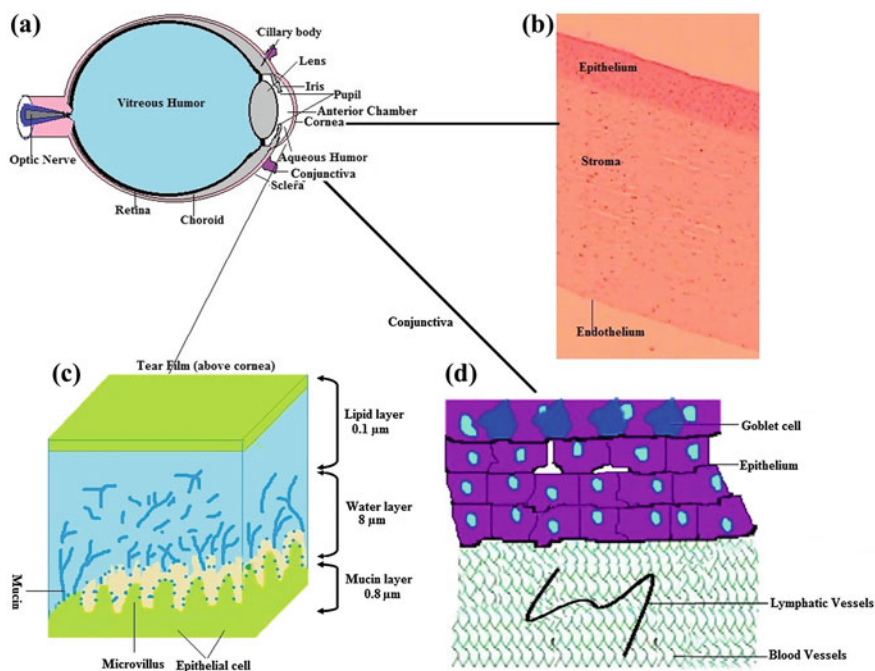 (a)
Cillary body
Lens
Iris
Pupil
Vitreous Humor
Anterior Chamber
Cornea
Optic Nerve
Aqueous Humor
Conjunctiva
Sclera
Retina
Choroid
(b)
Epithelium
Stroma
Endothelium
Conjunctiva
(c)
Tear Film (above cornea)
Lipid layer
0.1 µm
Water layer
8 µm
Mucin layer
0.8 µm
Mucin
Microvillus
Epithelial cell
(d)
Goblet cell
Epithelium
Lymphatic Vessels
Blood Vessels